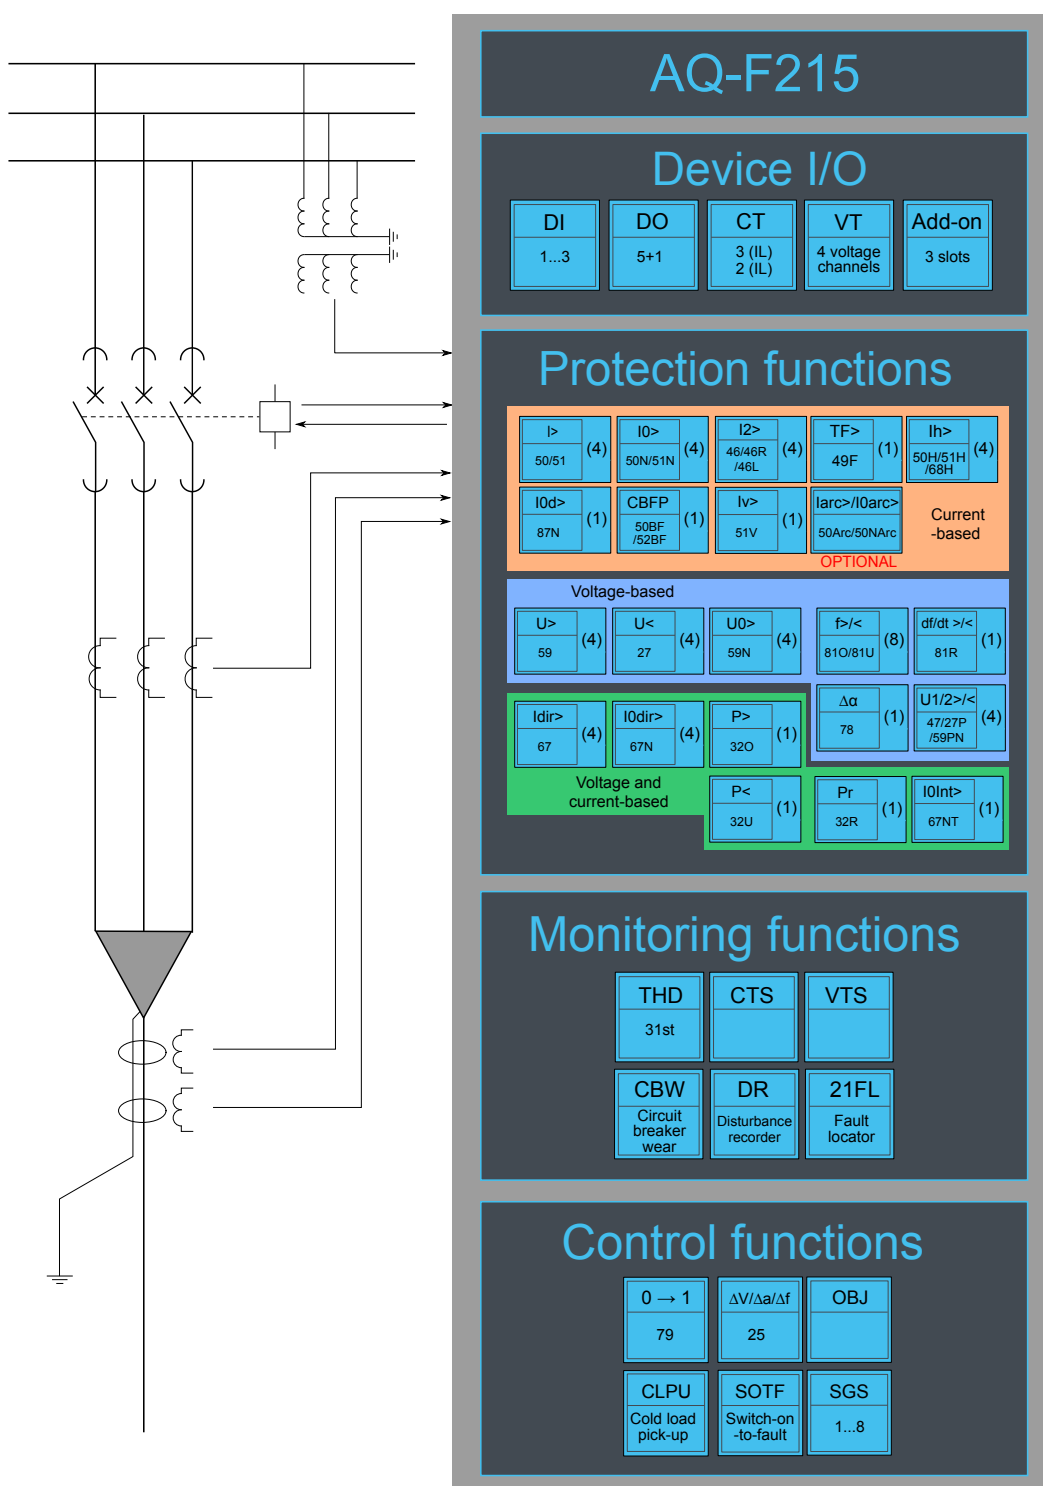 AQ-F215
Device I/O
DI
1...3
DO
5+1
CT
3 (IL)
2 (IL)
VT
4 voltage
channels
Add-on
3 slots
Protection functions
I>
50/51
(4)
I0>
50N/51N
(4)
I2>
46/46R
/46L
(4)
TF>
49F
(1)
Ih>
50H/51H
/68H
(4)
I0d>
87N
(1)
CBFP
50BF
/52BF
(1)
Iv>
51V
(1)
Iarc>/I0arc>
50Arc/50NArc
OPTIONAL
Current
-based
Voltage-based
U>
59
(4)
U<
27
(4)
U0>
59N
(4)
f>/<
81O/81U
(8)
df/dt >/<
81R
(1)
Δα
78
(1)
U1/2>/<
47/27P
/59PN
(4)
Idir>
67
(4)
I0dir>
67N
(4)
P>
32O
(1)
Voltage and
current-based
P<
32U
(1)
Pr
32R
(1)
I0Int>
67NT
(1)
Monitoring functions
THD
31st
CTS
VTS
CBW
Circuit
breaker
wear
DR
Disturbance
recorder
21FL
Fault
locator
Control functions
0 → 1
79
ΔV/Δa/Δf
25
OBJ
CLPU
Cold load
pick-up
SOTF
Switch-on
-to-fault
SGS
1...8